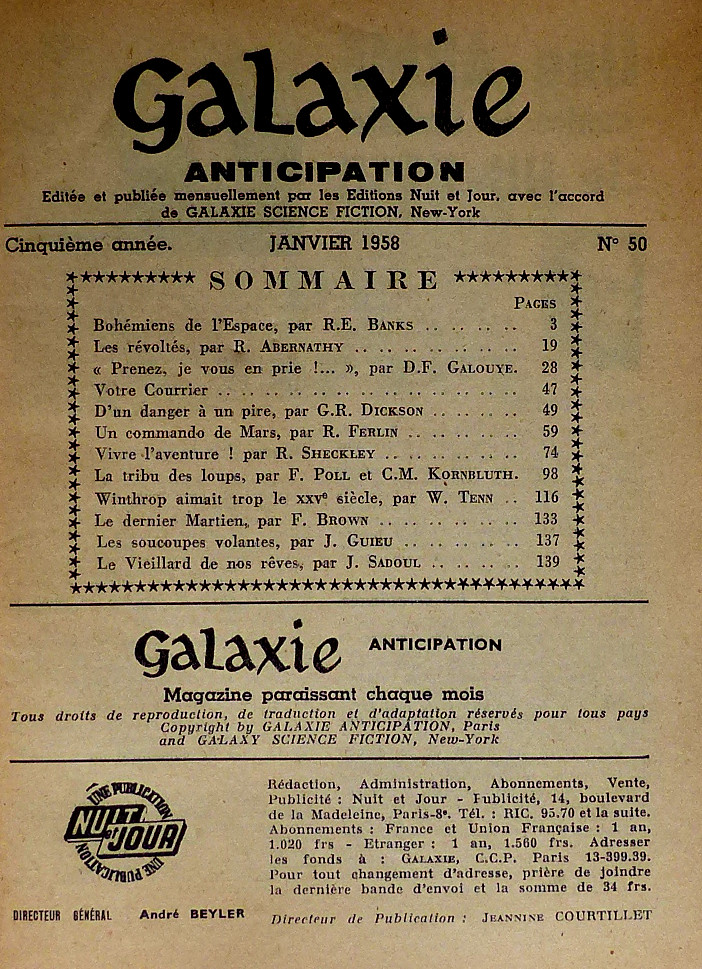 Galaxie
ANTICIPATION
Editée et publiée mensuellement par les Editions Nuit et Jour, avec l'accord
de GALAXIE SCIENCE FICTION, New-York
Cinquième année. JANVIER 1958 N° 50
SOMMAIRE
PAGES
Bohémiens de l'Espace, par R.E. BANKS . . . . . . . . 3
Les révoltés, par R. ABERNATHY . . . . . . . . . . . . 19
« Prenez, je vous en prie !... », par D.F. GALOUYE. 28
Votre Courrier . . . . . . . . . . . . . . . . . . . . . . 47
D'un danger à un pire, par G.R. DICKSON . . . . . . . . 49
Un commando de Mars, par R. FERLIN . . . . . . . . 59
Vivre l'aventure ! par R. SHECKLEY . . . . . . . . . . 74
La tribu des loups, par F. POLL et C.M. KORNBLUTH. 98
Winthrop aimait trop le XXVe siècle, par W. TENN . . 116
Le dernier Martien, par F. BROWN . . . . . . . . . . 133
Les soucoupes volantes, par J. GUIEU . . . . . . . . 137
Le Vieillard de nos rêves, par J. SADOUL . . . . . . 139
Galaxie ANTICIPATION
Magazine paraissant chaque mois
Tous droits de reproduction, de traduction et d'adaptation réservés pour tous pays
Copyright by GALAXIE ANTICIPATION, Paris
and GALAXY SCIENCE FICTION, New-York
UNE PUBLICATION
NUIT et JOUR
UNE PUBLICATION
Rédaction, Administration, Abonnements, Vente,
Publicité : Nuit et Jour - Publicité, 14, boulevard
de la Madeleine, Paris-8e. Tél. : RIC. 95.70 et la suite.
Abonnements : France et Union Française : 1 an,
1.020 frs - Etranger : 1 an, 1.560 frs. Adresser
les fonds à : GALAXIE, C.C.P. Paris 13-399.39.
Pour tout changement d'adresse, prière de joindre
la dernière bande d'envoi et la somme de 34 frs.
DIRECTEUR GÉNÉRAL André BEYLER
Directeur de Publication : JEANNINE COURTILLET